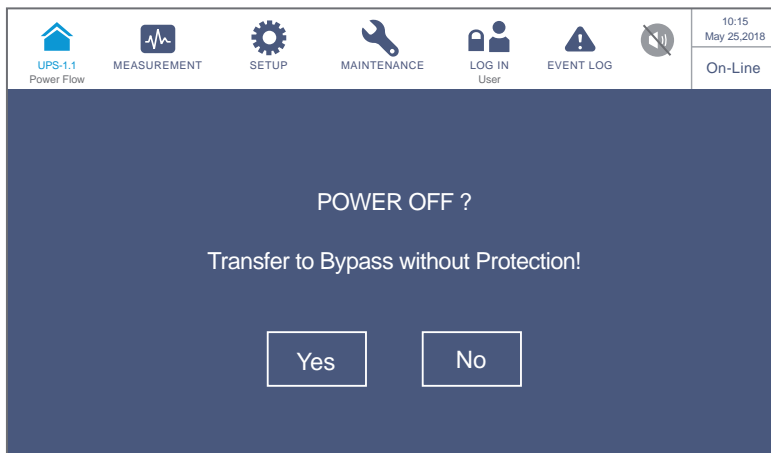 10:15
May 25,2018
UPS-1.1
Power Flow
MEASUREMENT
SETUP
MAINTENANCE
LOG IN
User
EVENT LOG
On-Line
POWER OFF ?
Transfer to Bypass without Protection!
Yes
No